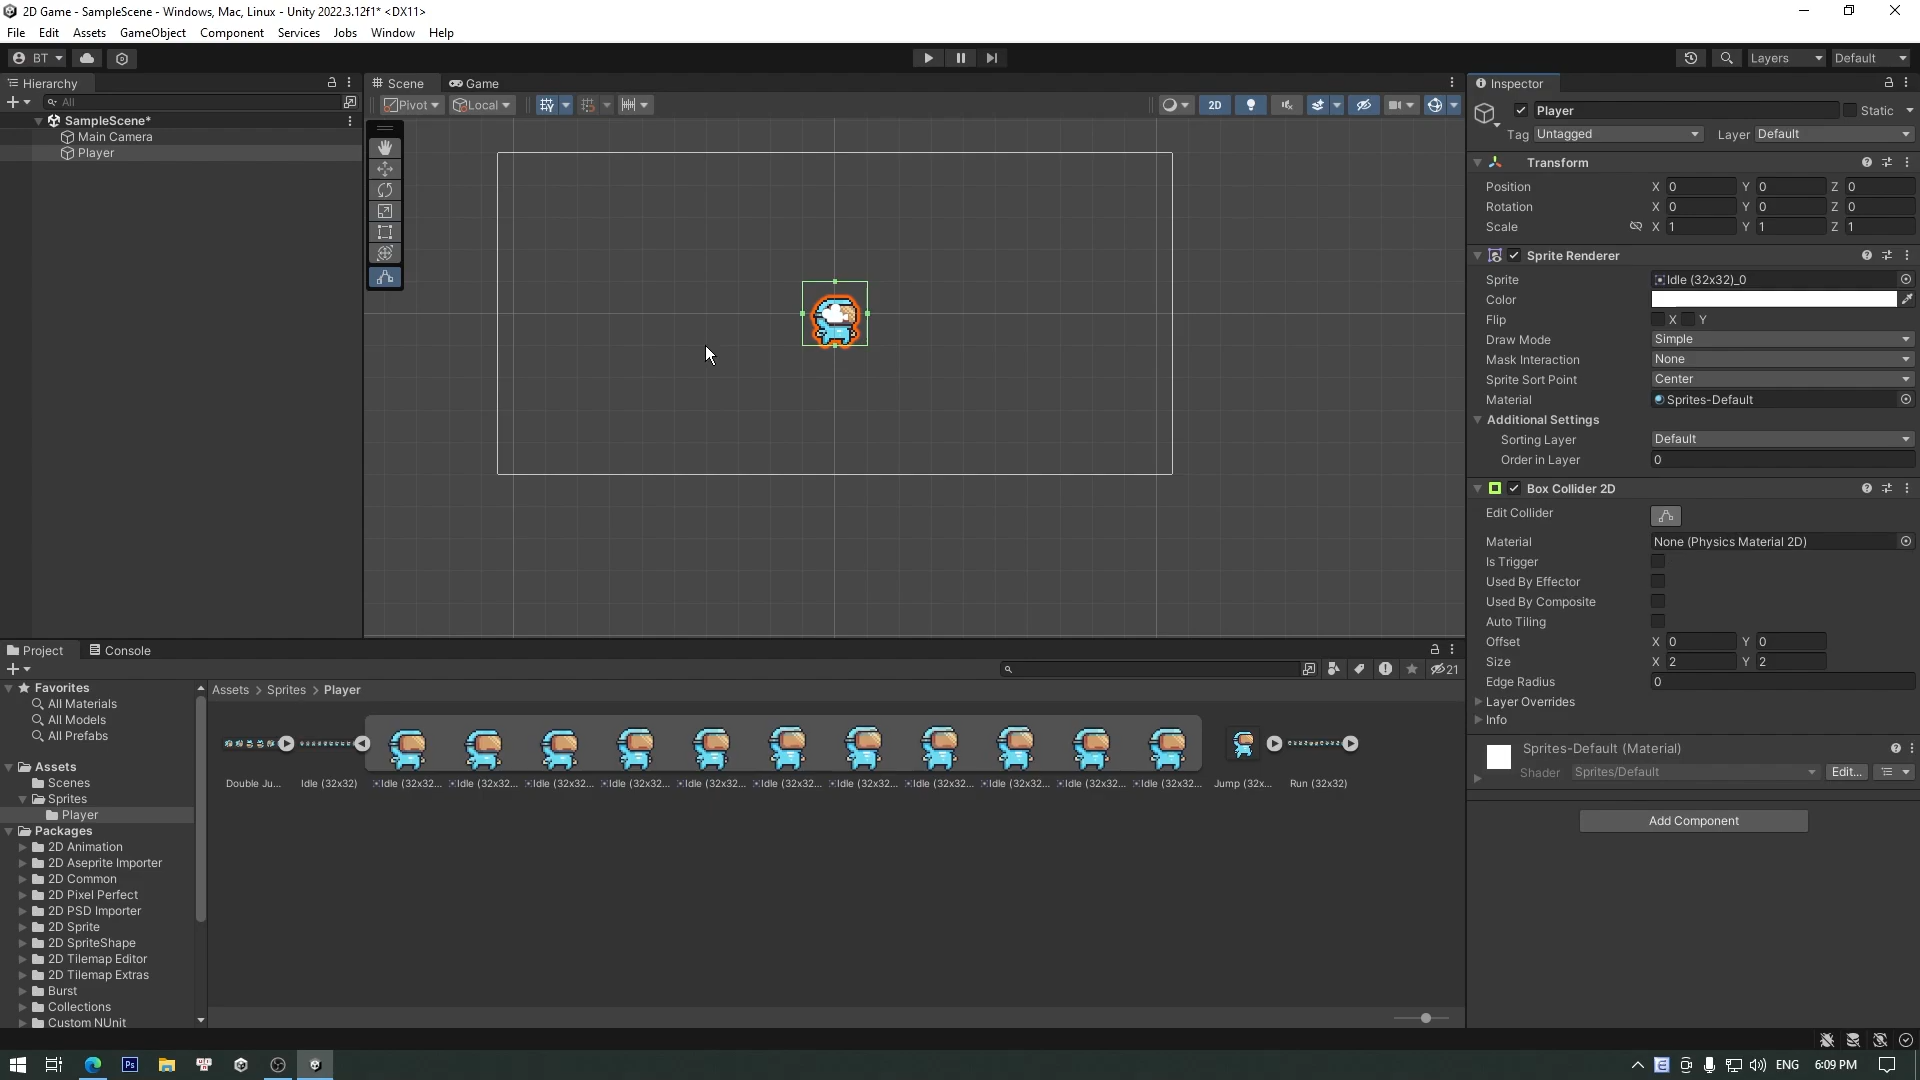 2D Game - SampleScene - Windows, Mac, Linux - Unity 2022.3.12f1* <DX11>
File Edit Assets GameObject Component Services Jobs Window Help
BT Layers Default
Hierarchy
All
SampleScene*
Main Camera
Player
Scene Game
Pivot Local 2D
Inspector
Player Static
Tag Untagged Layer Default
Transform
Position X 0 Y 0 Z 0
Rotation X 0 Y 0 Z 0
Scale X 1 Y 1 Z 1
Sprite Renderer
Sprite Idle (32x32)_0
Color
Flip X Y
Draw Mode Simple
Mask Interaction None
Sprite Sort Point Center
Material Sprites-Default
Additional Settings
Sorting Layer Default
Order in Layer 0
Box Collider 2D
Edit Collider
Material None (Physics Material 2D)
Is Trigger
Used By Effector
Used By Composite
Auto Tiling
Offset X 0 Y 0
Size X 2 Y 2
Edge Radius 0
Layer Overrides
Info
Sprites-Default (Material)
Shader Sprites/Default Edit...
Add Component
Project Console
21
Favorites
All Materials
All Models
All Prefabs
Assets
Scenes
Sprites
Player
Packages
2D Animation
2D Aseprite Importer
2D Common
2D Pixel Perfect
2D PSD Importer
2D Sprite
2D SpriteShape
2D Tilemap Editor
2D Tilemap Extras
Burst
Collections
Custom NUnit
Assets > Sprites > Player
Double Ju... Idle (32x32) Idle (32x32... Idle (32x32... Idle (32x32... Idle (32x32... Idle (32x32... Idle (32x32... Idle (32x32... Idle (32x32... Idle (32x32... Idle (32x32... Idle (32x32... Jump (32x... Run (32x32)
Ps ENG 6:09 PM